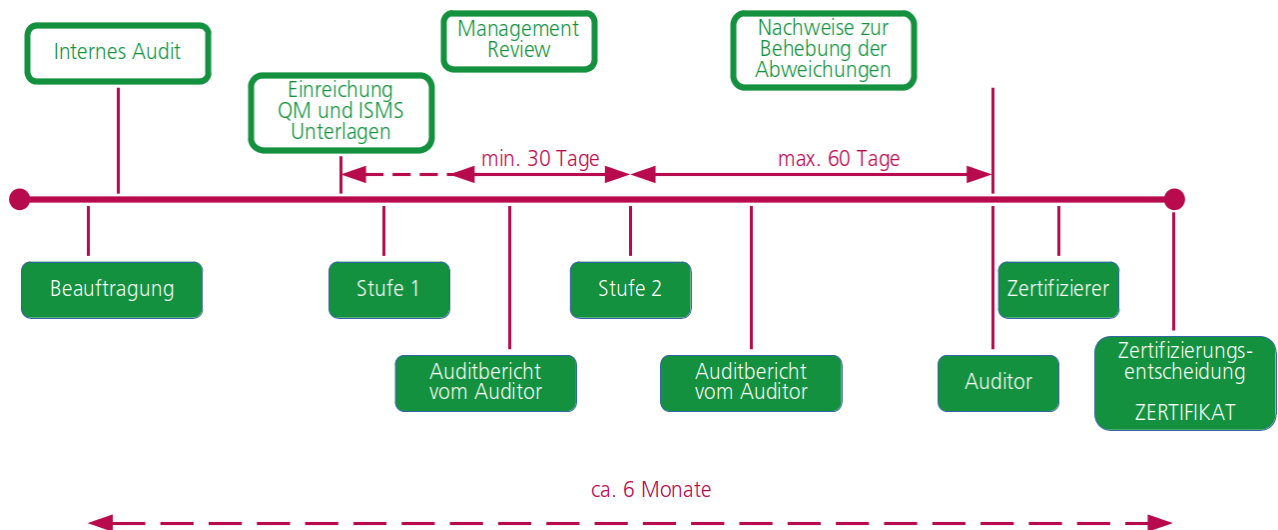 Internes Audit
Management
Review
Nachweise zur
Behebung der
Abweichungen
Einreichung
QM und ISMS
Unterlagen
min. 30 Tage
max. 60 Tage
Beauftragung
Stufe 1
Stufe 2
Zertifizierer
Auditbericht
vom Auditor
Auditbericht
vom Auditor
Auditor
Zertifizierungs-
entscheidung
ZERTIFIKAT
ca. 6 Monate